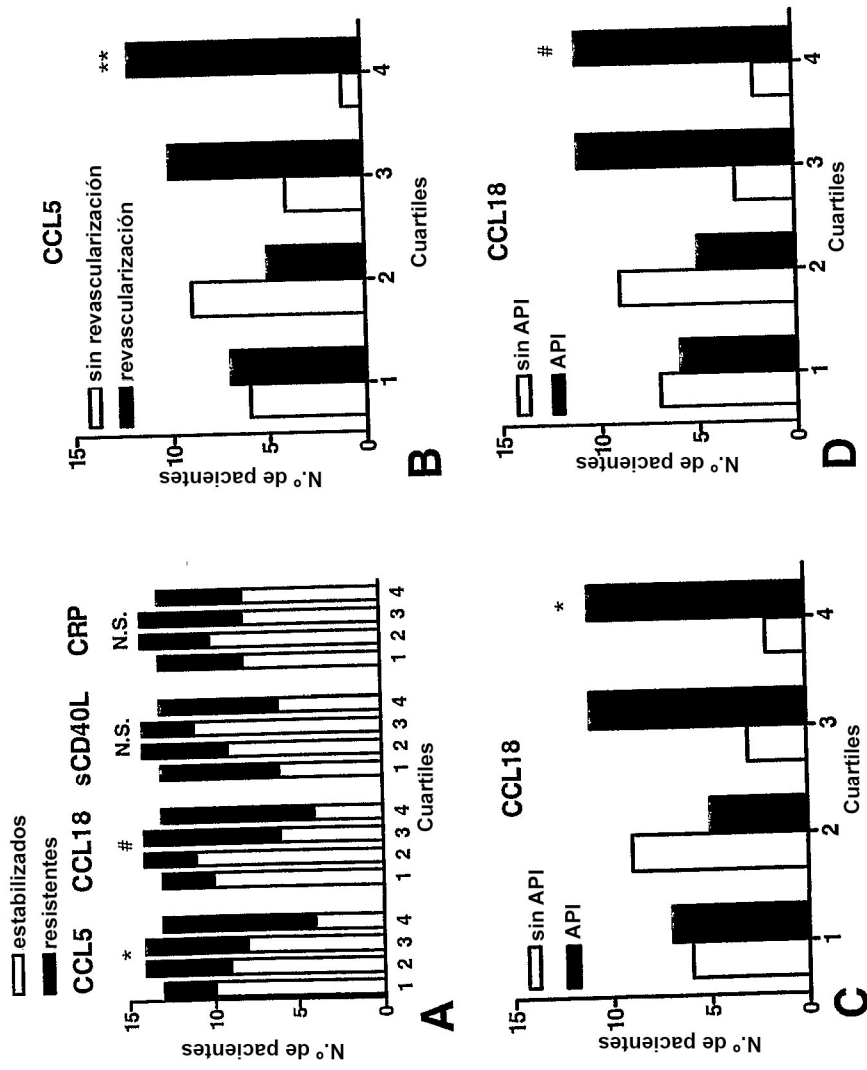 □ estabilizados
■ resistentes
CCL5 CCL18 sCD40L CRP
* # N.S. N.S.
15
10
5
0
N.º de pacientes
1 2 3 4 1 2 3 4 1 2 3 4 1 2 3 4
Cuartiles
A
CCL5
□ sin revascularización
■ revascularización
**
15
10
5
0
N.º de pacientes
1 2 3 4
Cuartiles
B
CCL18
□ sin API
■ API
*
15
10
5
0
N.º de pacientes
1 2 3 4
Cuartiles
C
CCL18
□ sin API
■ API
#
15
10
5
0
N.º de pacientes
1 2 3 4
Cuartiles
D